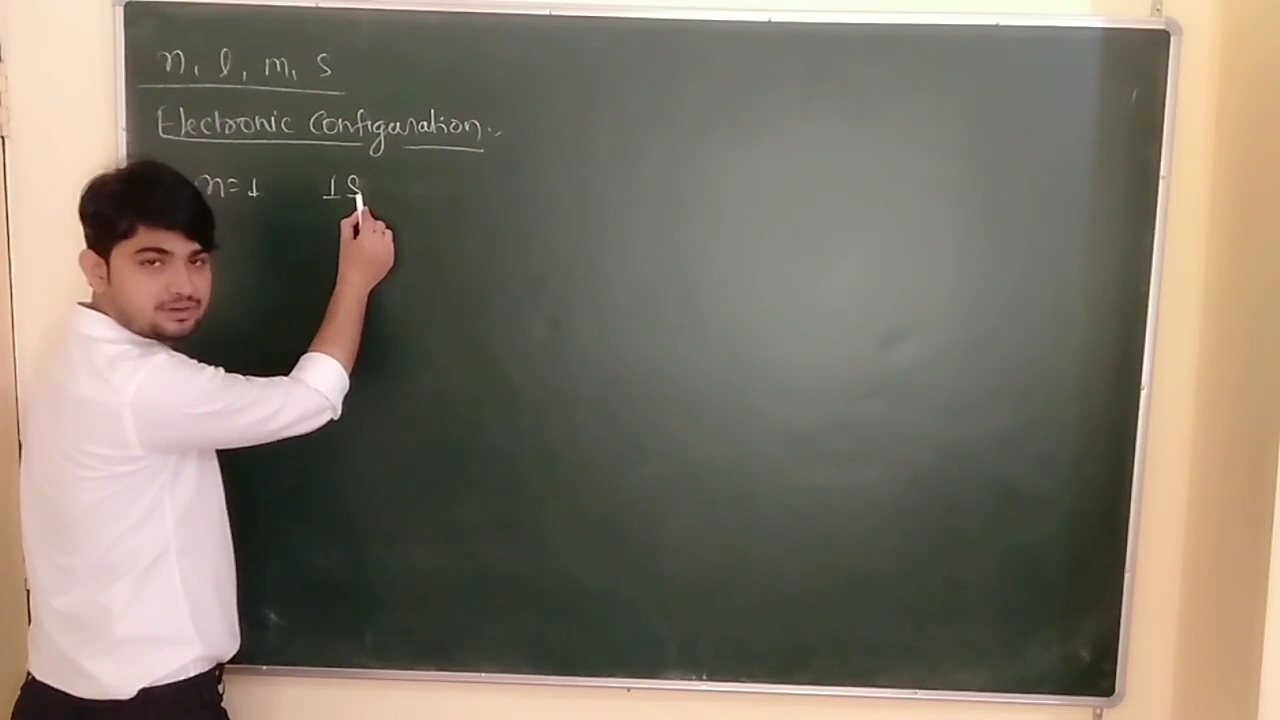 n, l, m, s
Electronic Configuration..
n=1 1s